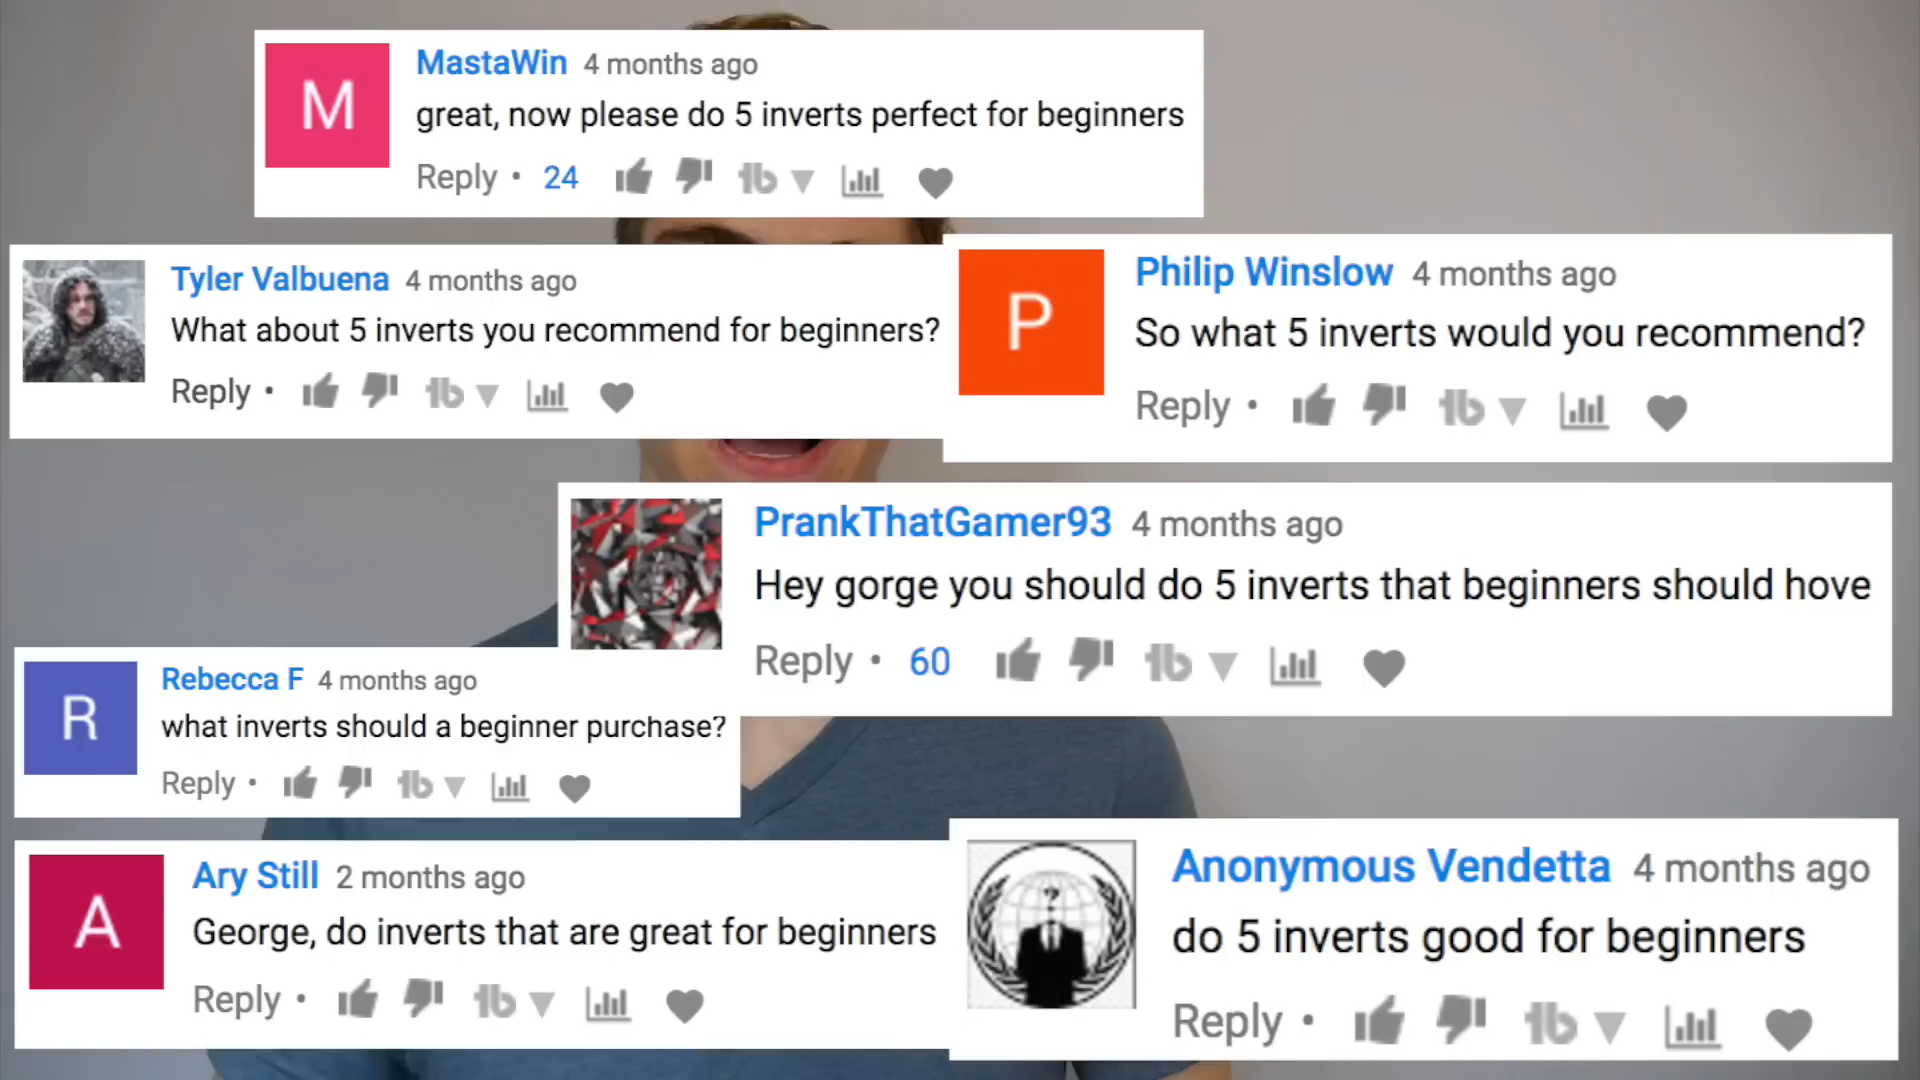 M
MastaWin 4 months ago
great, now please do 5 inverts perfect for beginners
Reply • 24
Tyler Valbuena 4 months ago
What about 5 inverts you recommend for beginners?
Reply •
P
Philip Winslow 4 months ago
So what 5 inverts would you recommend?
Reply •
PrankThatGamer93 4 months ago
Hey gorge you should do 5 inverts that beginners should hove
Reply • 60
R
Rebecca F 4 months ago
what inverts should a beginner purchase?
Reply •
A
Ary Still 2 months ago
George, do inverts that are great for beginners
Reply •
?
Anonymous Vendetta 4 months ago
do 5 inverts good for beginners
Reply •